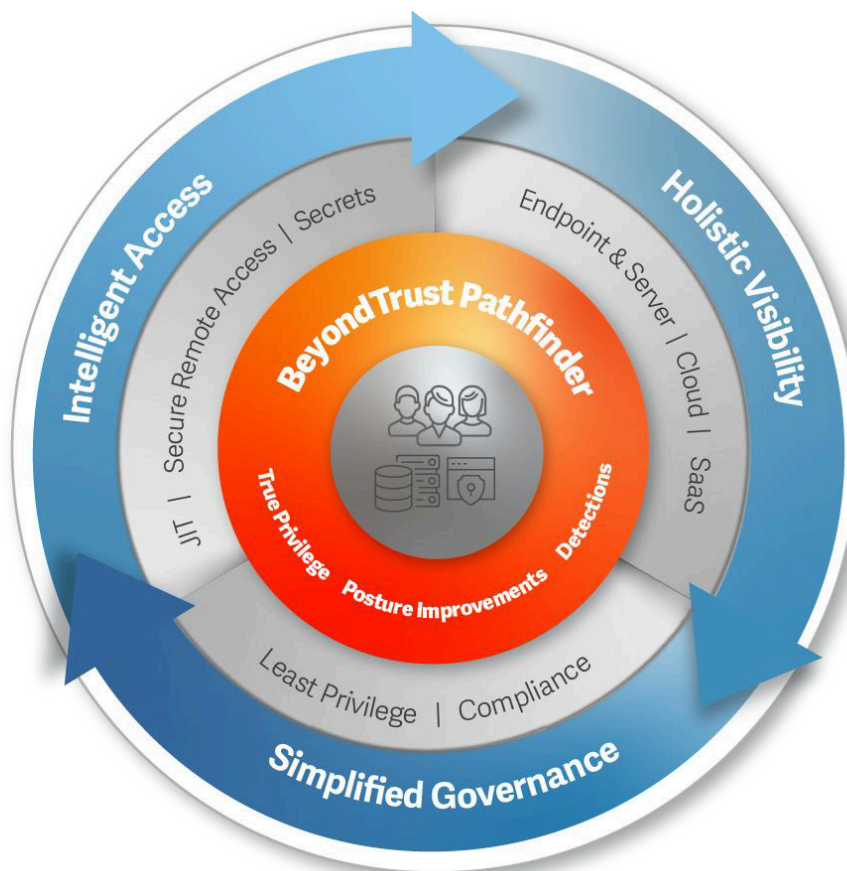 Intelligent Access
Holistic Visibility
Simplified Governance
JIT | Secure Remote Access | Secrets
Endpoint & Server | Cloud | SaaS
Least Privilege | Compliance
BeyondTrust Pathfinder
True Privilege Posture Improvements Detections